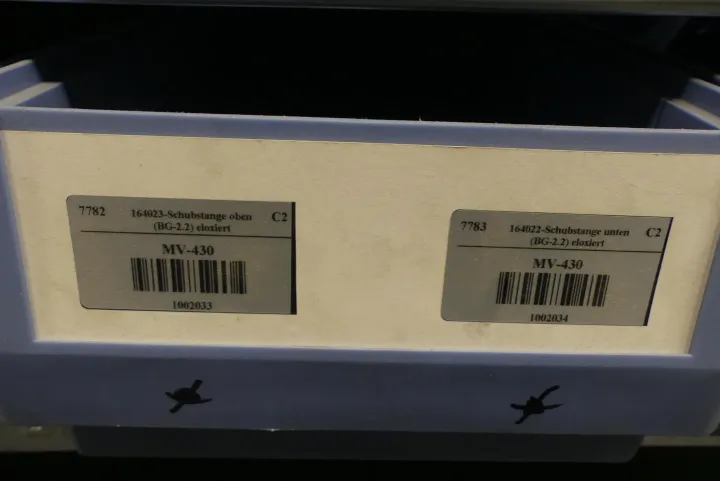 7782 164023-Schubstange oben C2
(BG-2.2) eloxiert
MV-430
1002033
7783 164022-Schubstange unten C2
(BG-2.2) eloxiert
MV-430
1002034